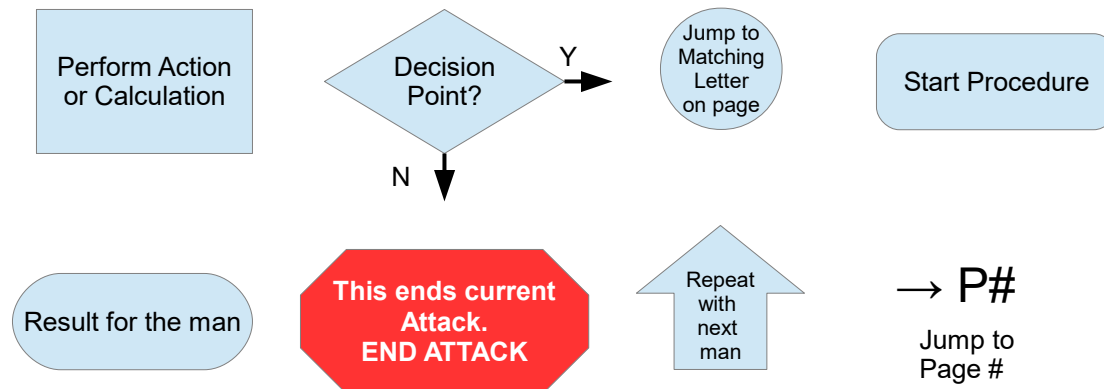 Perform Action
or Calculation
Decision
Point?
Y
N
Jump to
Matching
Letter
on page
Start Procedure
Result for the man
This ends current
Attack.
END ATTACK
Repeat
with
next
man
→ P#
Jump to
Page #